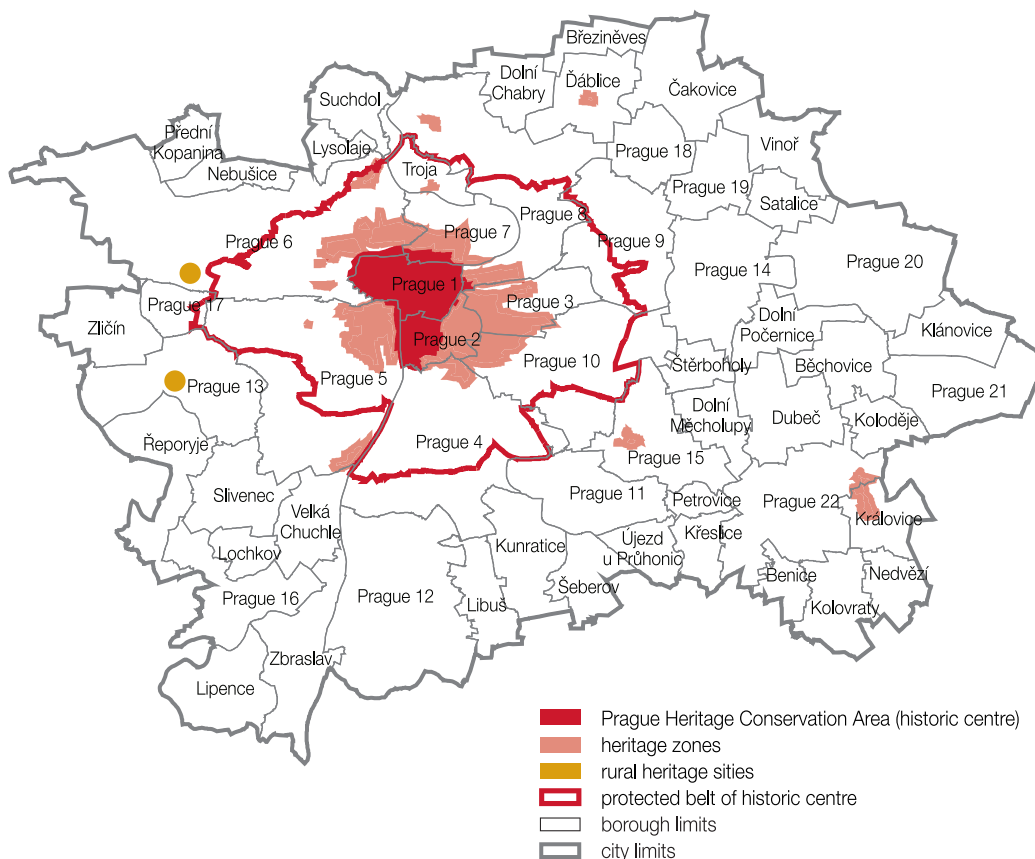 Březiněves
Dolní
Chabry
Ďáblice
Čakovice
Suchdol
Přední
Kopanina
Lysolaje
Nebušice
Troja
Prague 18
Vinoř
Prague 19
Satalice
Prague 8
Prague 7
Prague 6
Prague 9
Prague 14
Prague 20
Prague 1
Prague 3
Prague 17
Zličín
Dolní
Počernice
Klánovice
Prague 2
Prague 10
Štěrboholy
Běchovice
Prague 5
Prague 13
Prague 21
Dolní
Měcholupy
Dubeč
Koloděje
Řeporyje
Prague 4
Prague 15
Slivenec
Prague 11
Petrovice
Prague 22
Královice
Velká
Chuchle
Lochkov
Kunratice
Újezd
u Průhonic
Křeslice
Šeberov
Benice
Nedvězí
Kolovraty
Prague 16
Prague 12
Libuš
Zbraslav
Lipence
Prague Heritage Conservation Area (historic centre)
heritage zones
rural heritage sites
protected belt of historic centre
borough limits
city limits